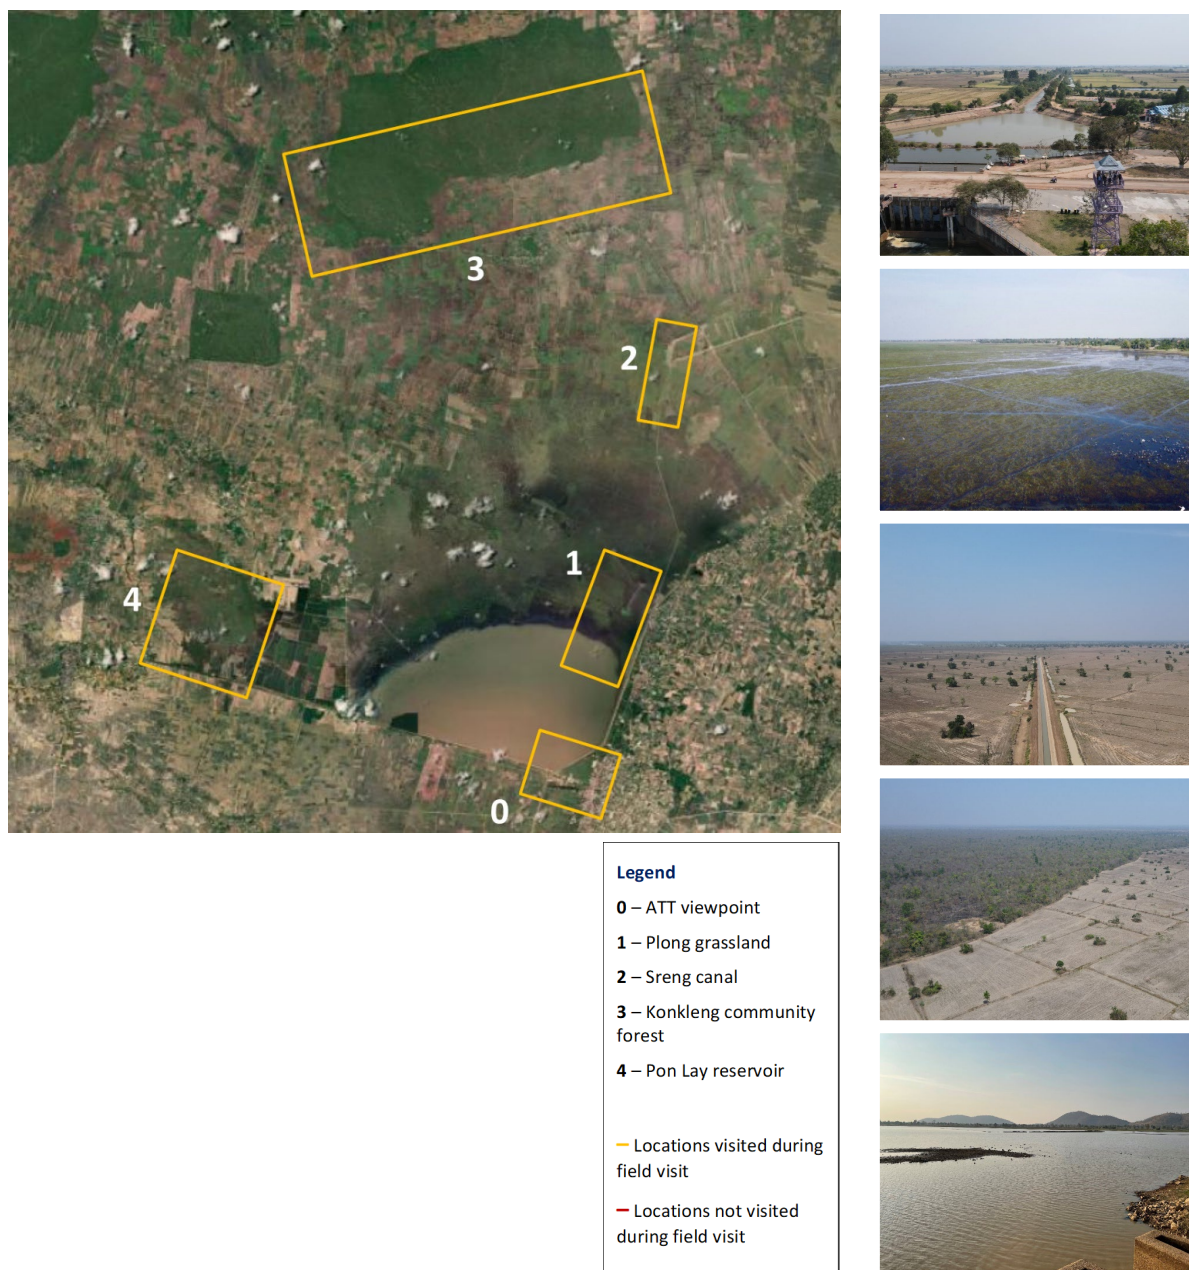 3
2
1
4
0
Legend
0 – ATT viewpoint
1 – Plong grassland
2 – Sreng canal
3 – Konkleng community
forest
4 – Pon Lay reservoir
Locations visited during
field visit
Locations not visited
during field visit